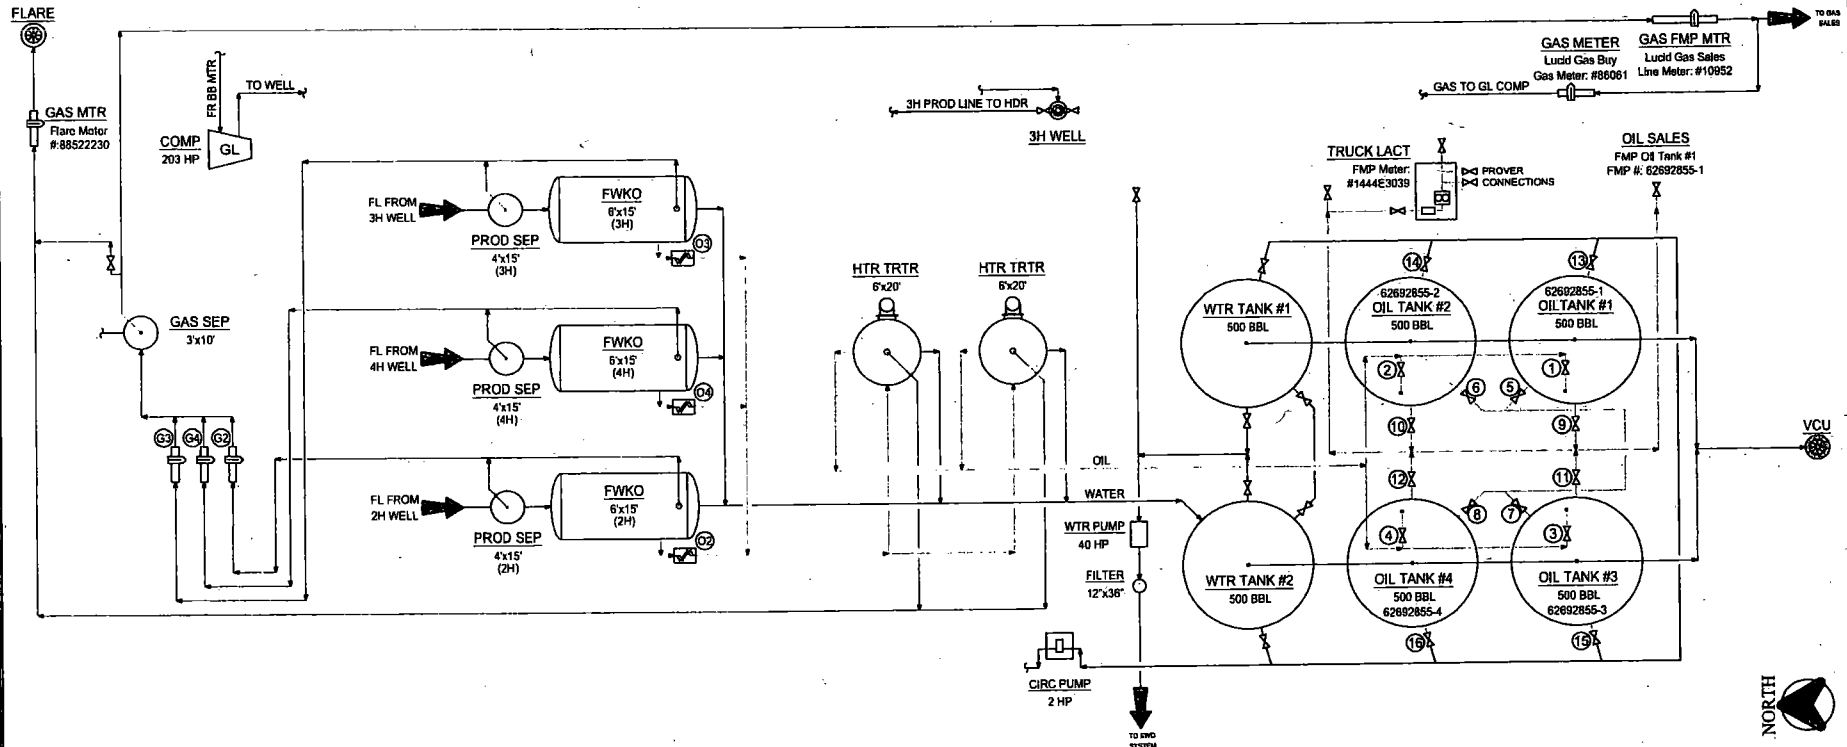 FLARE
TO GAS
SALES
GAS METER
Lucid Gas Buy
Gas Meter: #86061
GAS FMP MTR
Lucid Gas Sales
Line Meter: #10952
GAS TO GL COMP
FR BB MTR
TO WELL
GAS MTR
Flare Motor
#:88522230
COMP
203 HP
GL
3H PROD LINE TO HDR
3H WELL
TRUCK LACT
FMP Meter:
#1444E3039
PROVER
CONNECTIONS
OIL SALES
FMP Oil Tank #1
FMP #: 62692855-1
FL FROM
3H WELL
PROD SEP
4'x15'
(3H)
FWKO
6'x15'
(3H)
O3
GAS SEP
3'x10'
FL FROM
4H WELL
PROD SEP
4'x15'
(4H)
FWKO
6'x15'
(4H)
O4
HTR TRTR
6'x20'
HTR TRTR
6'x20'
WTR TANK #1
500 BBL
14
62692855-2
OIL TANK #2
500 BBL
13
62692855-1
OIL TANK #1
500 BBL
2
1
6
5
10
9
12
11
8
7
4
3
VCU
G3
G4
G2
FL FROM
2H WELL
PROD SEP
4'x15'
(2H)
FWKO
6'x15'
(2H)
O2
OIL
WATER
WTR PUMP
40 HP
FILTER
12"x36"
WTR TANK #2
500 BBL
OIL TANK #4
500 BBL
62692855-4
OIL TANK #3
500 BBL
62692855-3
16
15
CIRC PUMP
2 HP
TO SWD
SYSTEM
NORTH